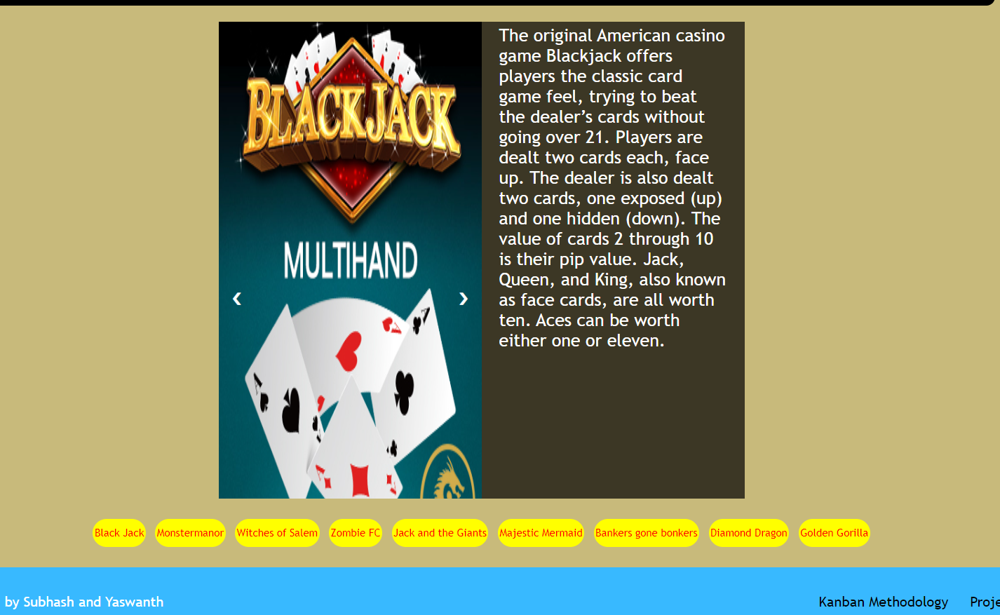 BLACKJACK
MULTIHAND
‹ ›
The original American casino
game Blackjack offers
players the classic card
game feel, trying to beat
the dealer’s cards without
going over 21. Players are
dealt two cards each, face
up. The dealer is also dealt
two cards, one exposed (up)
and one hidden (down). The
value of cards 2 through 10
is their pip value. Jack,
Queen, and King, also known
as face cards, are all worth
ten. Aces can be worth
either one or eleven.
A
A
A
A
Black Jack Monstermanor Witches of Salem Zombie FC Jack and the Giants Majestic Mermaid Bankers gone bonkers Diamond Dragon Golden Gorilla
by Subhash and Yaswanth Kanban Methodology Proje